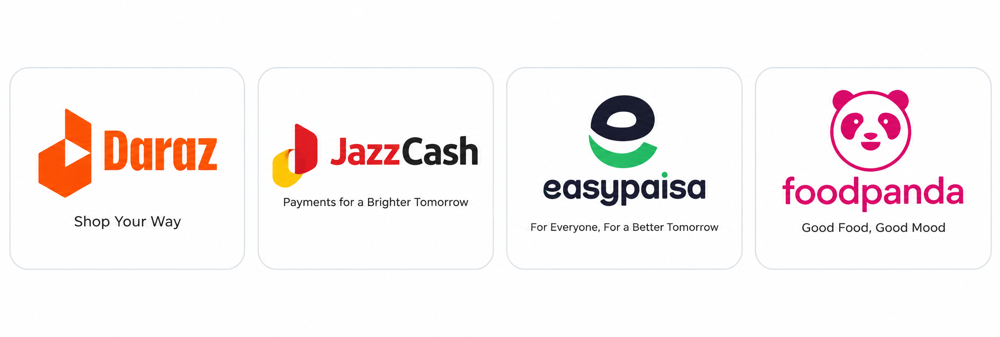 Daraz
Shop Your Way
JazzCash
Payments for a Brighter Tomorrow
easypaisa
For Everyone, For a Better Tomorrow
foodpanda
Good Food, Good Mood